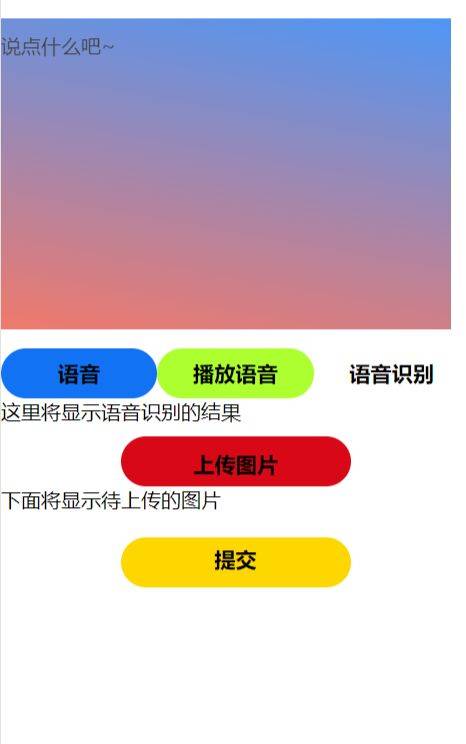 说点什么吧~
语音 播放语音 语音识别
这里将显示语音识别的结果
上传图片
下面将显示待上传的图片
提交